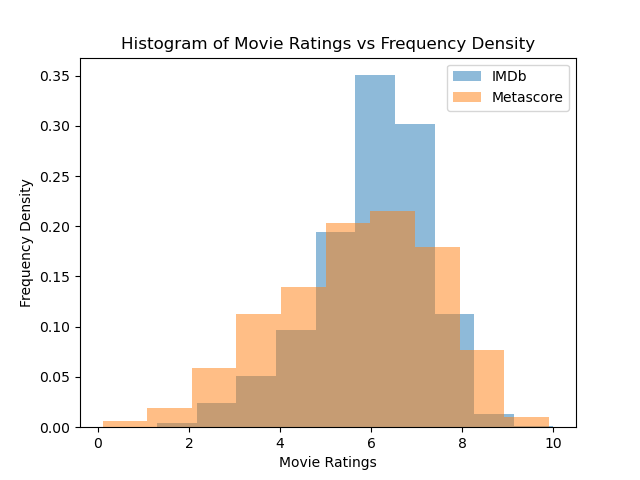 Histogram of Movie Ratings vs Frequency Density
IMDb
Metascore
0.35
0.30
0.25
0.20
0.15
0.10
0.05
0.00
Frequency Density
0 2 4 6 8 10
Movie Ratings